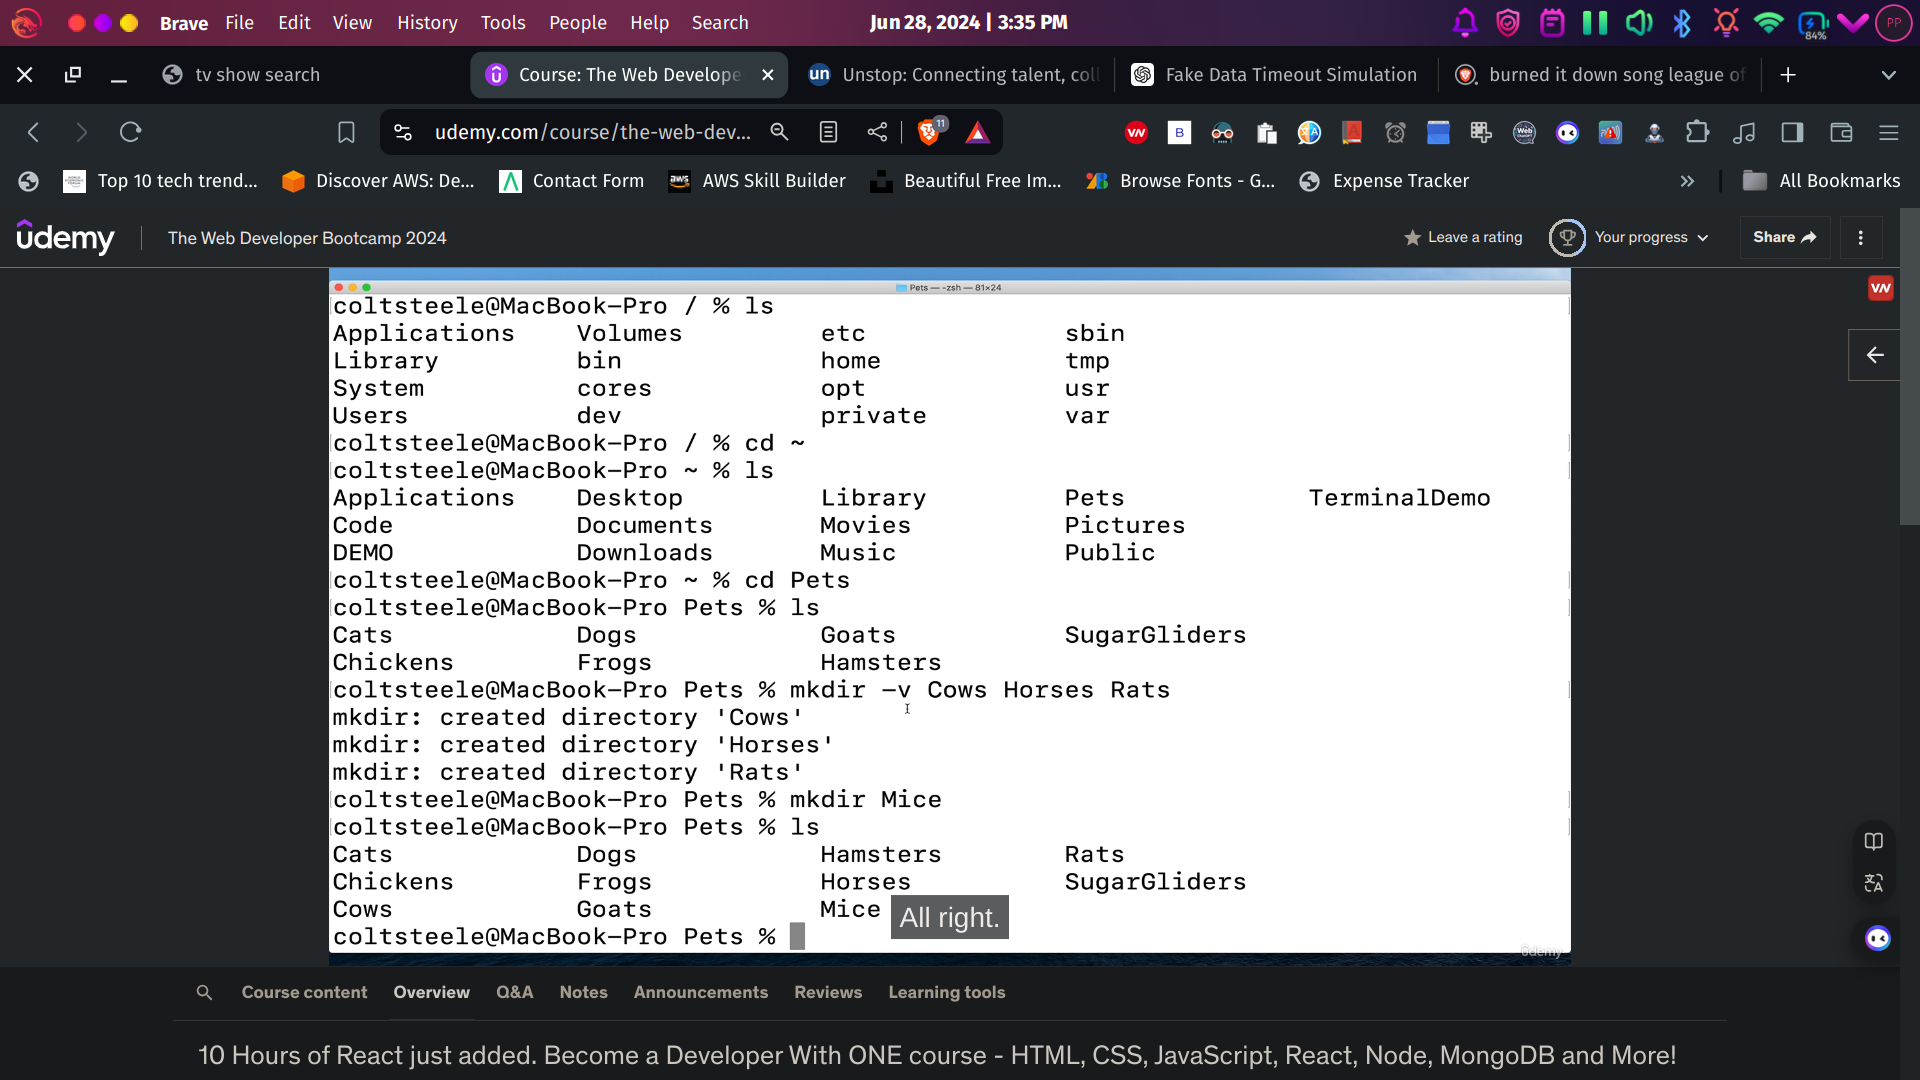 Brave File Edit View History Tools People Help Search Jun 28, 2024 | 3:35 PM 84% PP
tv show search Course: The Web Develope Unstop: Connecting talent, coll Fake Data Timeout Simulation burned it down song league of
udemy.com/course/the-web-dev... 11
Top 10 tech trend... Discover AWS: De... Contact Form AWS Skill Builder Beautiful Free Im... Browse Fonts - G... Expense Tracker All Bookmarks
udemy The Web Developer Bootcamp 2024 Leave a rating Your progress Share
Pets — -zsh — 81×24
coltsteele@MacBook-Pro / % ls
Applications Volumes etc sbin
Library bin home tmp
System cores opt usr
Users dev private var
coltsteele@MacBook-Pro / % cd ~
coltsteele@MacBook-Pro ~ % ls
Applications Desktop Library Pets TerminalDemo
Code Documents Movies Pictures
DEMO Downloads Music Public
coltsteele@MacBook-Pro ~ % cd Pets
coltsteele@MacBook-Pro Pets % ls
Cats Dogs Goats SugarGliders
Chickens Frogs Hamsters
coltsteele@MacBook-Pro Pets % mkdir -v Cows Horses Rats
mkdir: created directory 'Cows'
mkdir: created directory 'Horses'
mkdir: created directory 'Rats'
coltsteele@MacBook-Pro Pets % mkdir Mice
coltsteele@MacBook-Pro Pets % ls
Cats Dogs Hamsters Rats
Chickens Frogs Horses SugarGliders
Cows Goats Mice
All right.
coltsteele@MacBook-Pro Pets %
udemy
Course content Overview Q&A Notes Announcements Reviews Learning tools
10 Hours of React just added. Become a Developer With ONE course - HTML, CSS, JavaScript, React, Node, MongoDB and More!